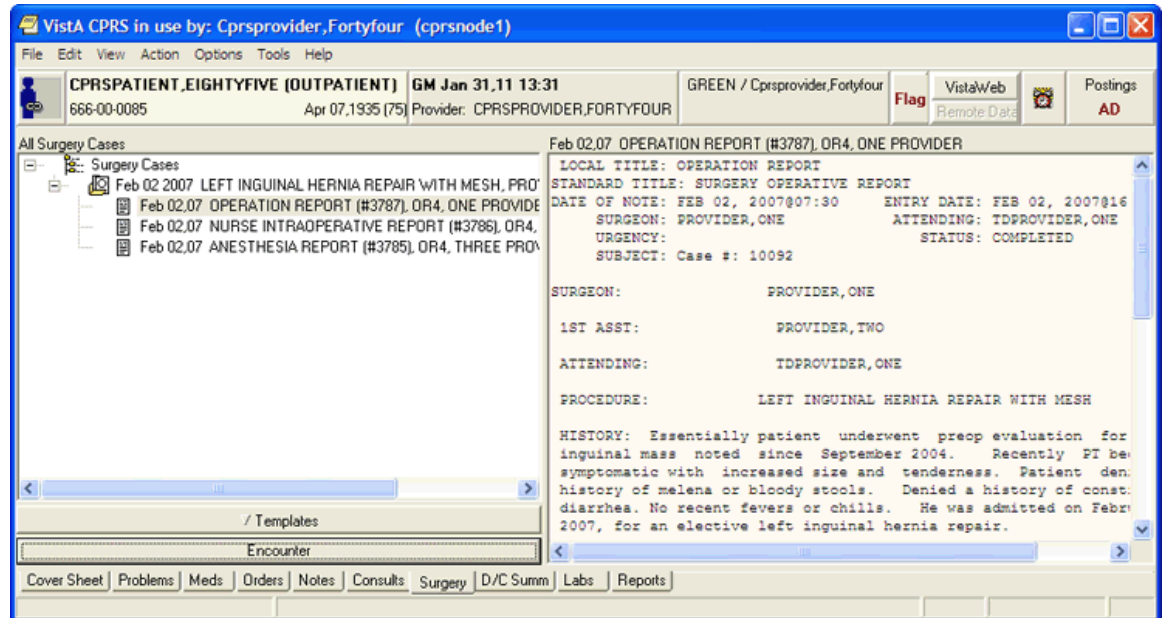 VistA CPRS in use by: Cprsprovider,Fortyfour (cprsnode1)
File Edit View Action Options Tools Help
CPRSPATIENT,EIGHTYFIVE (OUTPATIENT) GM Jan 31,11 13:31 GREEN / Cprsprovider,Fortyfour Flag VistaWeb Postings
666-00-0085 Apr 07,1935 (75) Provider: CPRSPROVIDER,FORTYFOUR Remote Data AD
All Surgery Cases
Surgery Cases
Feb 02 2007 LEFT INGUINAL HERNIA REPAIR WITH MESH, PRO
Feb 02,07 OPERATION REPORT (#3787), OR4, ONE PROVIDE
Feb 02,07 NURSE INTRAOPERATIVE REPORT (#3786), OR4,
Feb 02,07 ANESTHESIA REPORT (#3785), OR4, THREE PRO
/ Templates
Encounter
Feb 02,07 OPERATION REPORT (#3787), OR4, ONE PROVIDER
LOCAL TITLE: OPERATION REPORT
STANDARD TITLE: SURGERY OPERATIVE REPORT
DATE OF NOTE: FEB 02, 2007@07:30 ENTRY DATE: FEB 02, 2007@16
SURGEON: PROVIDER,ONE ATTENDING: TDPROVIDER,ONE
URGENCY: STATUS: COMPLETED
SUBJECT: Case #: 10092
SURGEON: PROVIDER,ONE
1ST ASST: PROVIDER,TWO
ATTENDING: TDPROVIDER,ONE
PROCEDURE: LEFT INGUINAL HERNIA REPAIR WITH MESH
HISTORY: Essentially patient underwent preop evaluation for
inguinal mass noted since September 2004. Recently PT be
symptomatic with increased size and tenderness. Patient den
history of melena or bloody stools. Denied a history of const
diarrhea. No recent fevers or chills. He was admitted on Febr
2007, for an elective left inguinal hernia repair.
Cover Sheet Problems Meds Orders Notes Consults Surgery D/C Summ Labs Reports